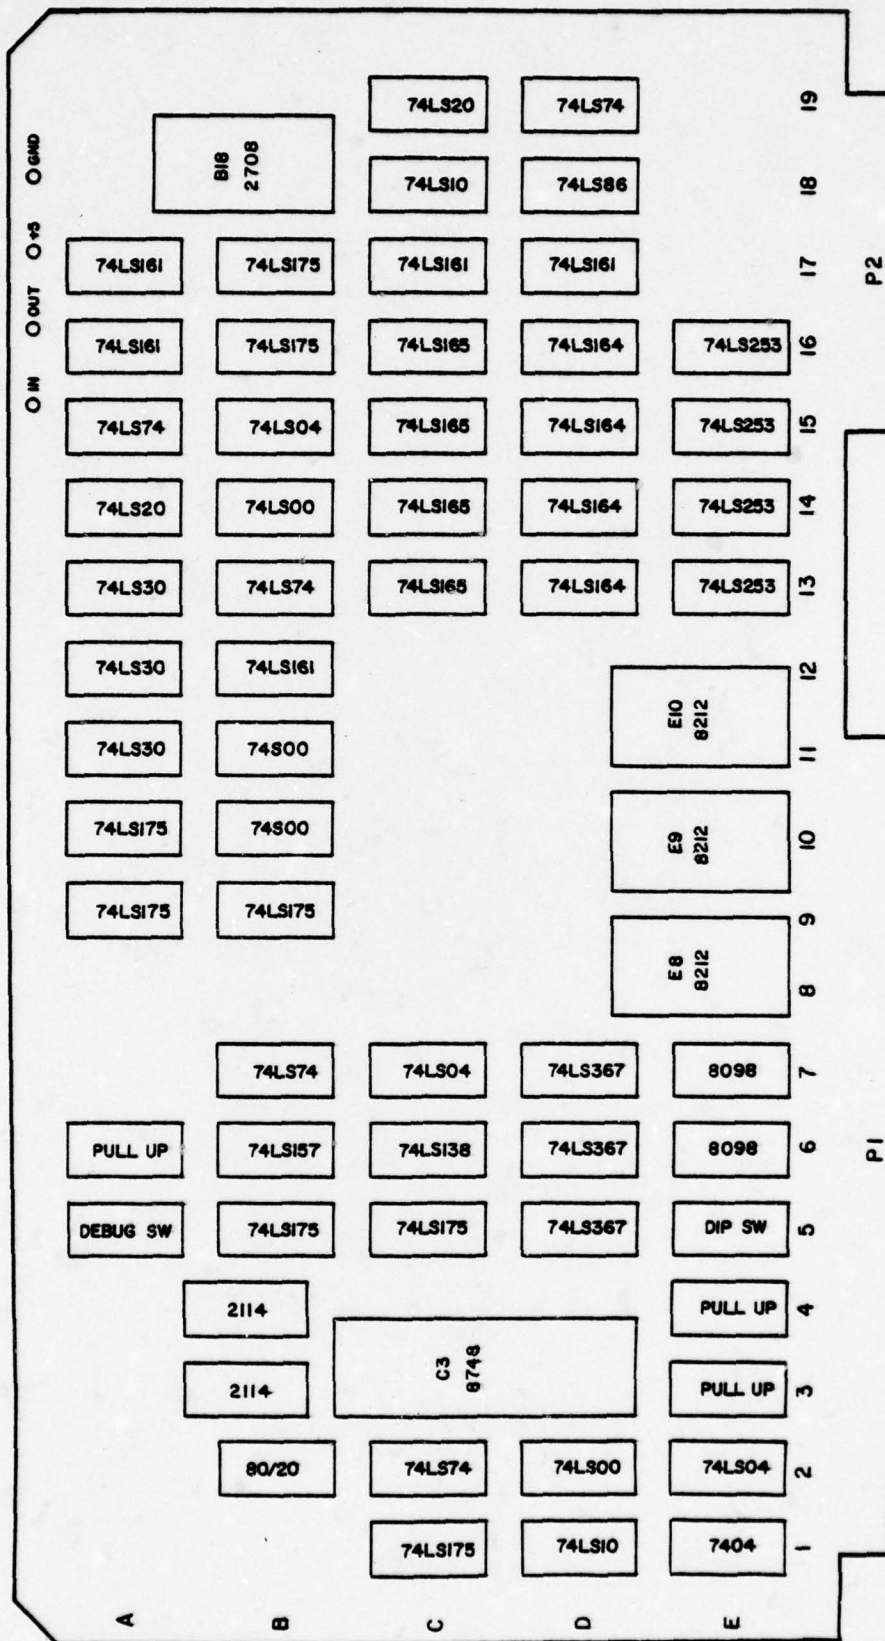 GND
+5
OUT
IN
74LS20
74LS74
19
B18
2708
74LS10
74LS86
18
74LS161
74LS175
74LS161
74LS161
17
P2
74LS161
74LS175
74LS165
74LS164
74LS253
16
74LS74
74LS04
74LS165
74LS164
74LS253
15
74LS20
74LS00
74LS165
74LS164
74LS253
14
74LS30
74LS74
74LS165
74LS164
74LS253
13
74LS30
74LS161
12
74LS30
74S00
E10
8212
11
74LS175
74S00
E9
8212
10
74LS175
74LS175
9
E8
8212
8
74LS74
74LS04
74LS367
8098
7
PULL UP
74LS157
74LS138
74LS367
8098
6
P1
DEBUG SW
74LS175
74LS175
74LS367
DIP SW
5
2114
PULL UP
4
2114
C3
8748
PULL UP
3
80/20
74LS74
74LS00
74LS04
2
74LS175
74LS10
7404
1
A
B
C
D
E